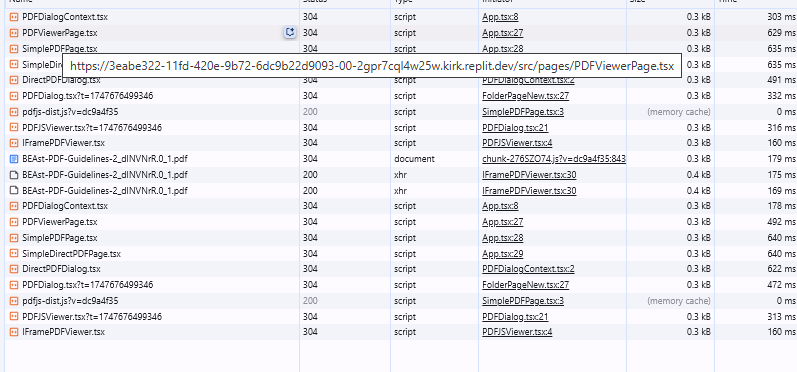 Name Status Type Initiator Size Time
PDFDialogContext.tsx 304 script App.tsx:8 0.3 kB 303 ms
PDFViewerPage.tsx 304 script App.tsx:27 0.3 kB 629 ms
SimplePDFPage.tsx 304 script App.tsx:28 0.3 kB 635 ms
SimpleDirec 0.3 kB 635 ms
https://3eabe322-11fd-420e-9b72-6dc9b22d9093-00-2gpr7cql4w25w.kirk.replit.dev/src/pages/PDFViewerPage.tsx
DirectPDFDialog.tsx 304 script PDFDialogContext.tsx:2 0.3 kB 491 ms
PDFDialog.tsx?t=1747676499346 304 script FolderPageNew.tsx:27 0.3 kB 332 ms
pdfjs-dist.js?v=dc9a4f35 200 script SimplePDFPage.tsx:3 (memory cache) 0 ms
PDFJSViewer.tsx?t=1747676499346 304 script PDFDialog.tsx:21 0.3 kB 316 ms
IFramePDFViewer.tsx 304 script PDFJSViewer.tsx:4 0.3 kB 160 ms
BEAst-PDF-Guidelines-2_dINVNrR.0_1.pdf 304 document chunk-276SZO74.js?v=dc9a4f35:843 0.3 kB 179 ms
BEAst-PDF-Guidelines-2_dINVNrR.0_1.pdf 200 xhr IFramePDFViewer.tsx:30 0.4 kB 175 ms
BEAst-PDF-Guidelines-2_dINVNrR.0_1.pdf 200 xhr IFramePDFViewer.tsx:30 0.4 kB 169 ms
PDFDialogContext.tsx 304 script App.tsx:8 0.3 kB 178 ms
PDFViewerPage.tsx 304 script App.tsx:27 0.3 kB 492 ms
SimplePDFPage.tsx 304 script App.tsx:28 0.3 kB 640 ms
SimpleDirectPDFPage.tsx 304 script App.tsx:29 0.3 kB 640 ms
DirectPDFDialog.tsx 304 script PDFDialogContext.tsx:2 0.3 kB 622 ms
PDFDialog.tsx?t=1747676499346 304 script FolderPageNew.tsx:27 0.3 kB 472 ms
pdfjs-dist.js?v=dc9a4f35 200 script SimplePDFPage.tsx:3 (memory cache) 0 ms
PDFJSViewer.tsx?t=1747676499346 304 script PDFDialog.tsx:21 0.3 kB 313 ms
IFramePDFViewer.tsx 304 script PDFJSViewer.tsx:4 0.3 kB 160 ms